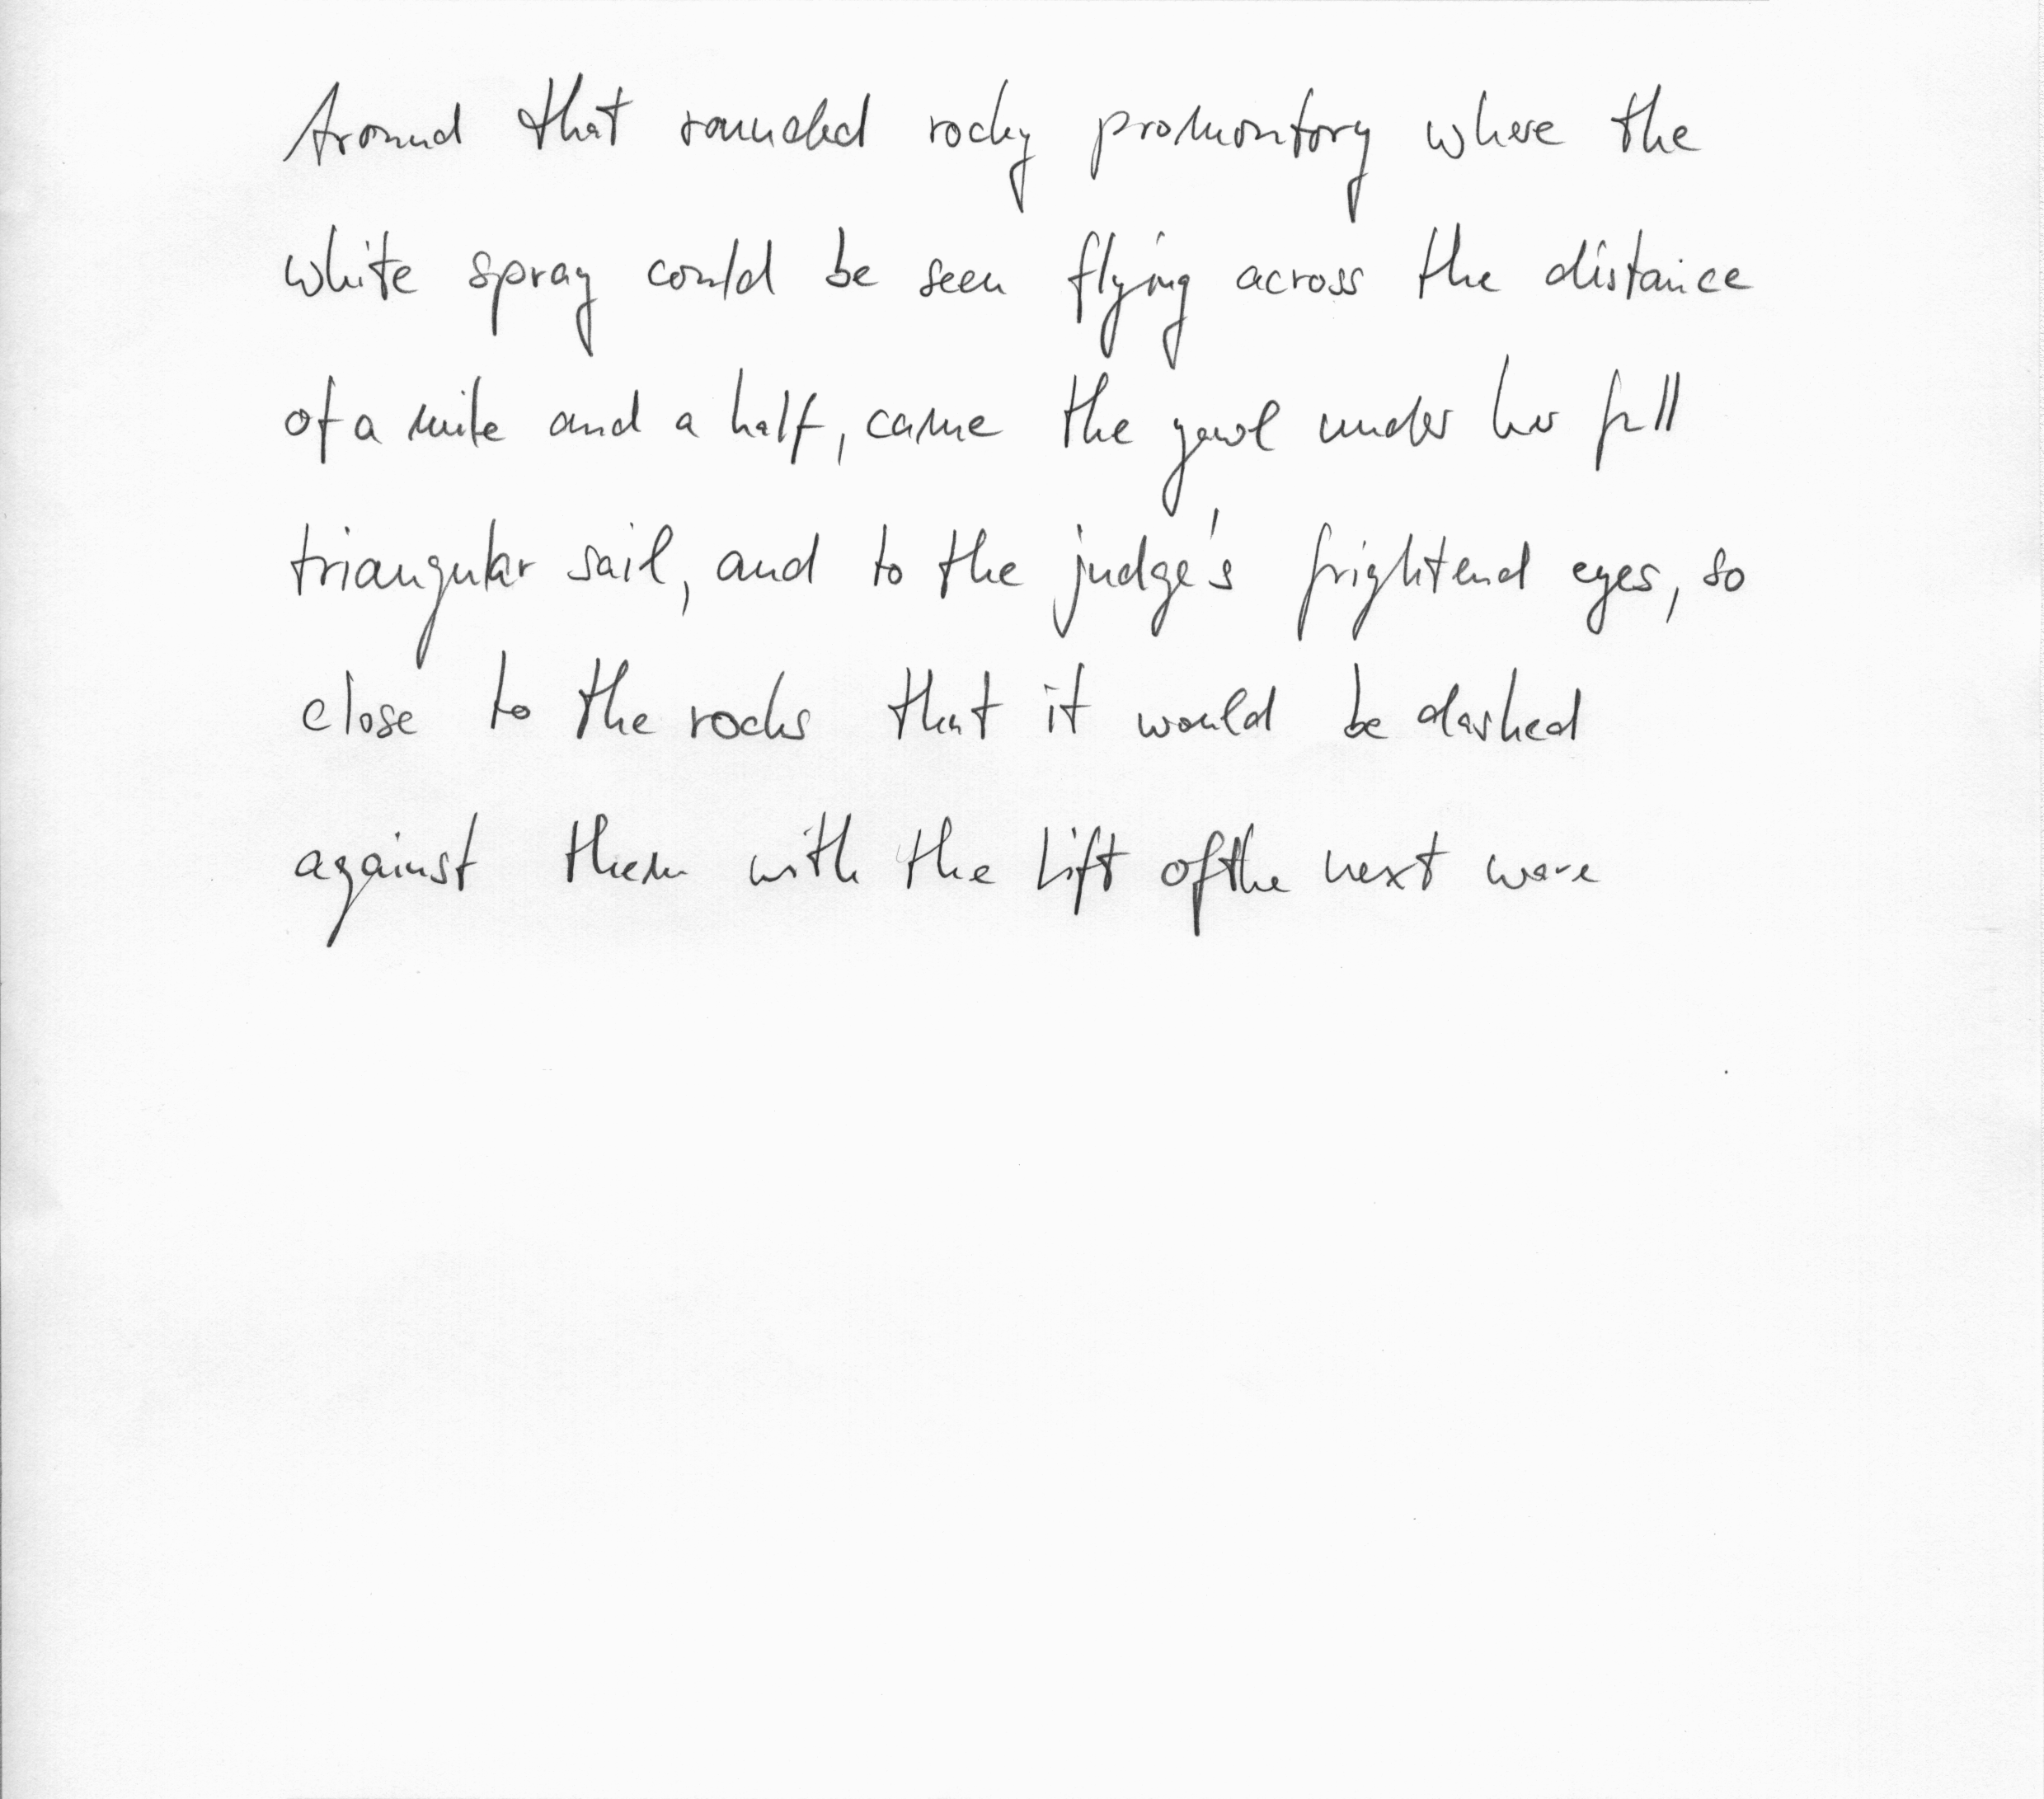 Around that rounded rocky promontory where the
white spray could be seen flying across the distance
of a mile and a half, came the yawl under her full
triangular sail, and to the judge's frightend eyes, so
close to the rocks that it would be dashed
against them with the lift of the next wave